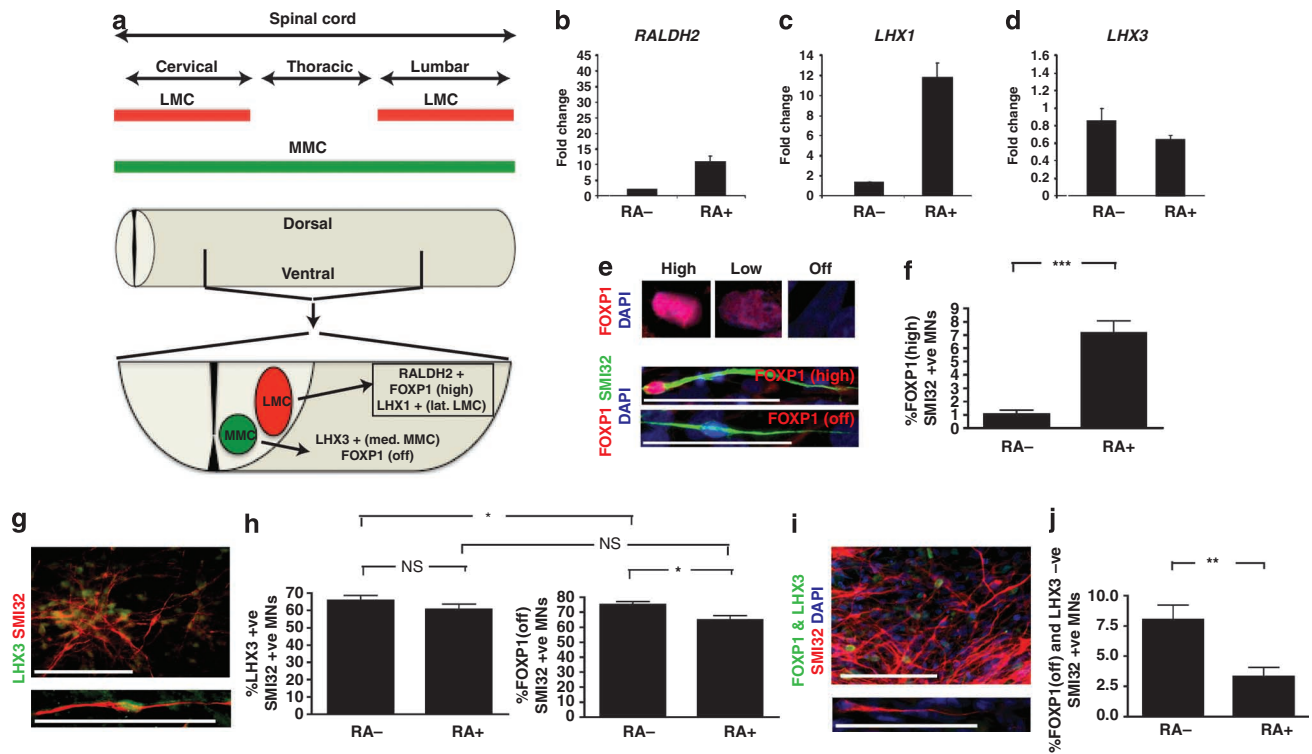 a
Spinal cord
Cervical Thoracic Lumbar
LMC LMC
MMC
Dorsal
Ventral
LMC
MMC
RALDH2 +
FOXP1 (high)
LHX1 + (lat. LMC)
LHX3 + (med. MMC)
FOXP1 (off)
b
RALDH2
Fold change
45
40
35
30
25
20
15
10
5
0
RA– RA+
c
LHX1
Fold change
14
12
10
8
6
4
2
0
RA– RA+
d
LHX3
Fold change
1.6
1.4
1.2
1
0.8
0.6
0.4
0.2
0
RA– RA+
e
High Low Off
FOXP1
DAPI
FOXP1 SMI32
DAPI
FOXP1 (high)
FOXP1 (off)
f
***
%FOXP1(high)
SMI32 +ve MNs
9
8
7
6
5
4
3
2
1
0
RA– RA+
g
LHX3 SMI32
h
*
NS
NS
*
%LHX3 +ve
SMI32 +ve MNs
70
60
50
40
30
20
10
0
RA– RA+
%FOXP1(off)
SMI32 +ve MNs
80
70
60
50
40
30
20
10
0
RA– RA+
i
FOXP1 & LHX3
SMI32 DAPI
j
**
%FOXP1(off) and LHX3 –ve
SMI32 +ve MNs
10.0
7.5
5.0
2.5
0.0
RA– RA+